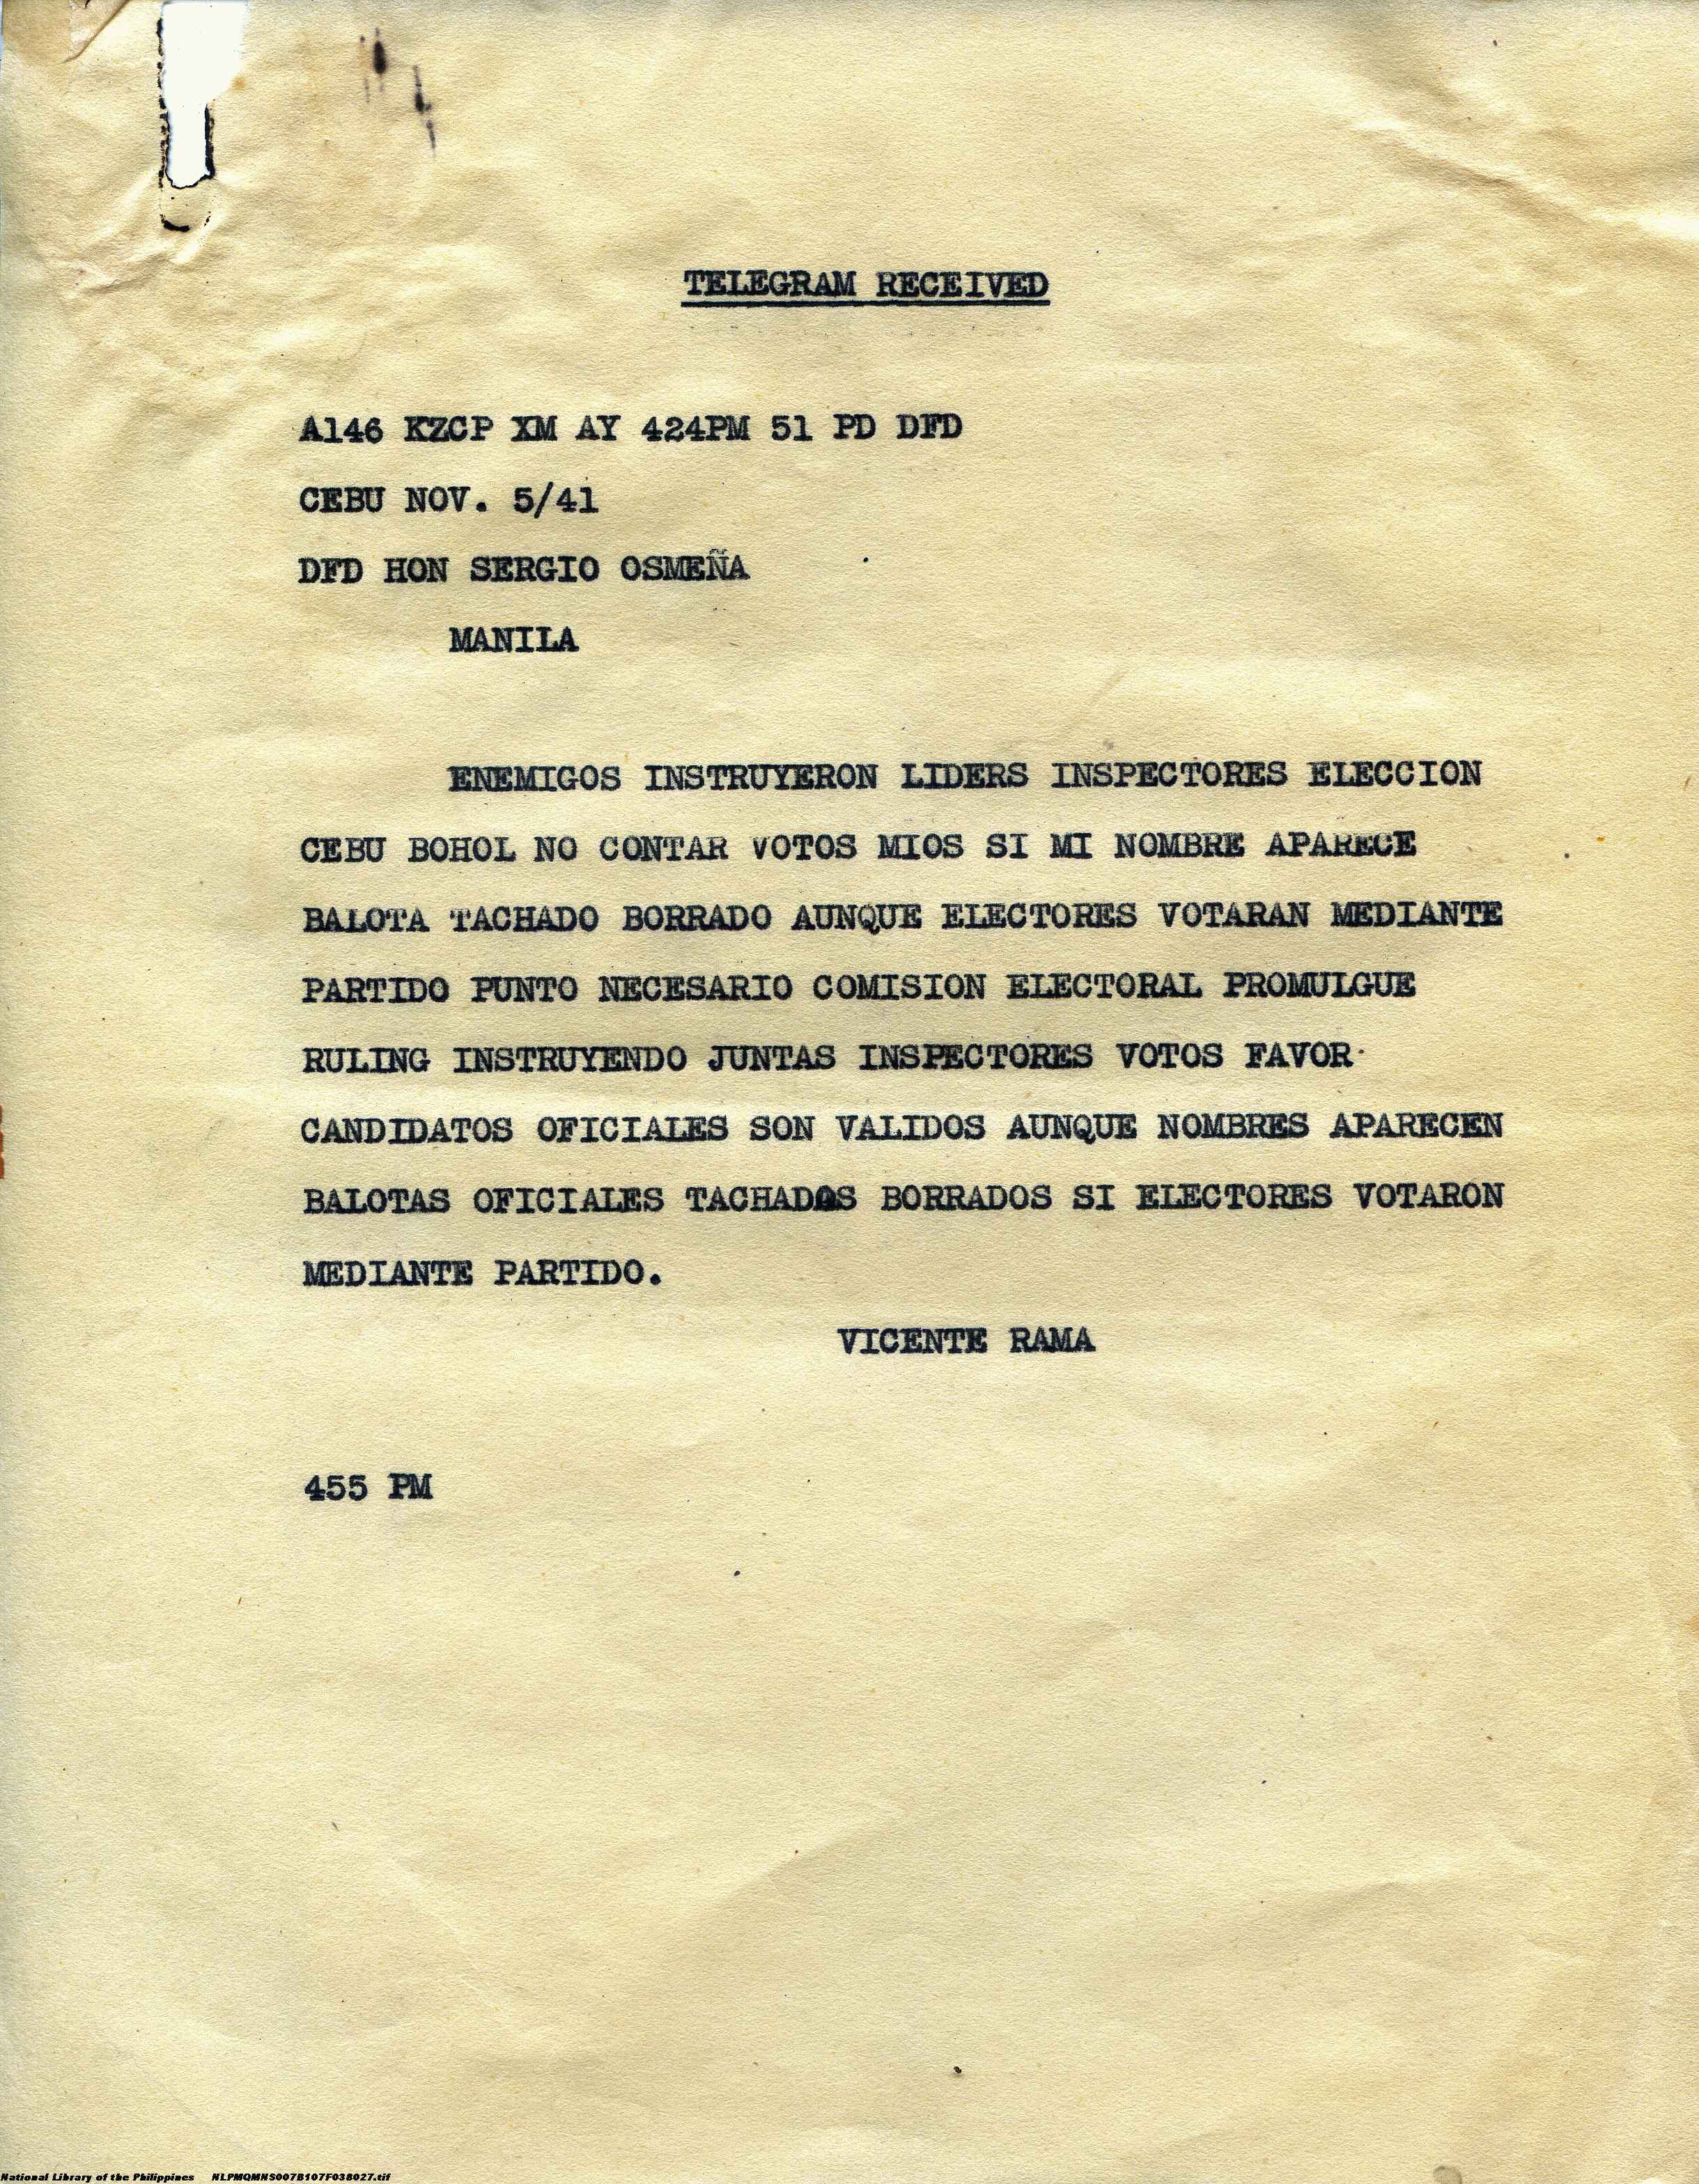 TELEGRAM RECEIVED
A146 KZCP XM AY 424PM 51 PD DFD
CEBU NOV. 5/41
DFD HON SERGIO OSMEÑA
MANILA
ENEMIGOS INSTRUYERON LIDERS INSPECTORES ELECCION
CEBU BOHOL NO CONTAR VOTOS MIOS SI MI NOMBRE APARECE
BALOTA TACHADO BORRADO AUNQUE ELECTORES VOTARAN MEDIANTE
PARTIDO PUNTO NECESARIO COMISION ELECTORAL PROMULGUE
RULING INSTRUYENDO JUNTAS INSPECTORES VOTOS FAVOR
CANDIDATOS OFICIALES SON VALIDOS AUNQUE NOMBRES APARECEN
BALOTAS OFICIALES TACHADOS BORRADOS SI ELECTORES VOTARON
MEDIANTE PARTIDO.
VICENTE RAMA
455 PM
National Library of the Philippines NLPMQMNS007B107F038027.tif